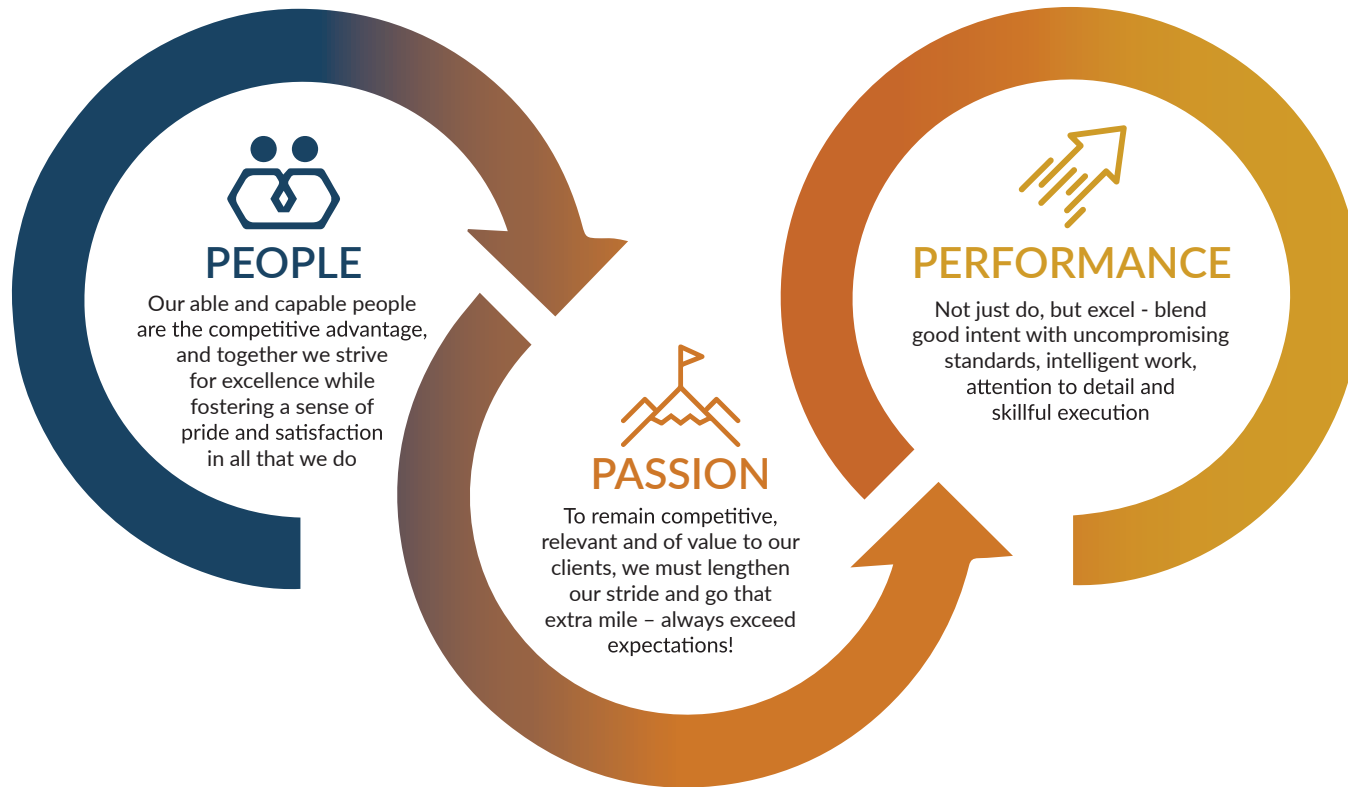 PEOPLE
Our able and capable people
are the competitive advantage,
and together we strive
for excellence while
fostering a sense of
pride and satisfaction
in all that we do
PASSION
To remain competitive,
relevant and of value to our
clients, we must lengthen
our stride and go that
extra mile – always exceed
expectations!
PERFORMANCE
Not just do, but excel - blend
good intent with uncompromising
standards, intelligent work,
attention to detail and
skillful execution